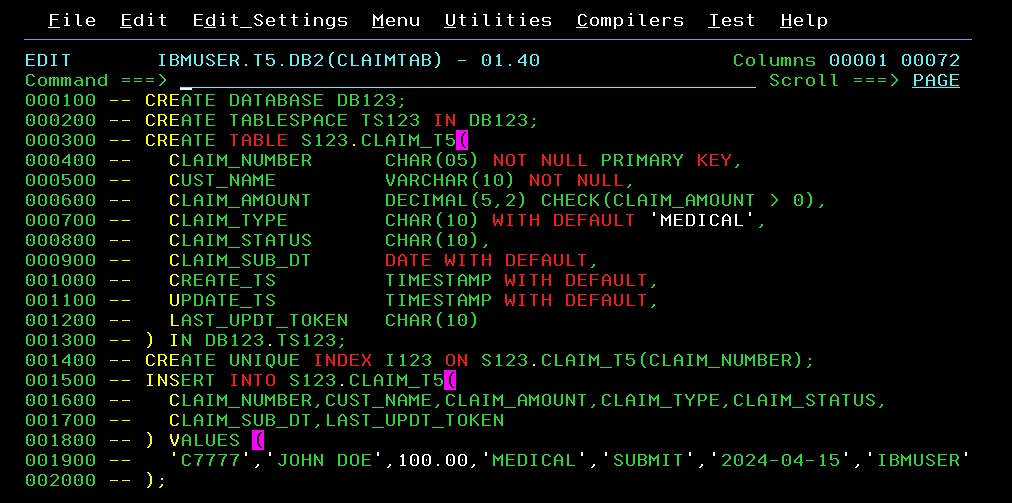 File  Edit  Edit_Settings  Menu  Utilities  Compilers  Test  Help
EDIT       IBMUSER.T5.DB2(CLAIMTAB) - 01.40                Columns 00001 00072
Command ===>                                                  Scroll ===> PAGE
000100 -- CREATE DATABASE DB123;
000200 -- CREATE TABLESPACE TS123 IN DB123;
000300 -- CREATE TABLE S123.CLAIM_T5(
000400 --   CLAIM_NUMBER      CHAR(05) NOT NULL PRIMARY KEY,
000500 --   CUST_NAME         VARCHAR(10) NOT NULL,
000600 --   CLAIM_AMOUNT      DECIMAL(5,2) CHECK(CLAIM_AMOUNT > 0),
000700 --   CLAIM_TYPE        CHAR(10) WITH DEFAULT 'MEDICAL',
000800 --   CLAIM_STATUS      CHAR(10),
000900 --   CLAIM_SUB_DT      DATE WITH DEFAULT,
001000 --   CREATE_TS         TIMESTAMP WITH DEFAULT,
001100 --   UPDATE_TS         TIMESTAMP WITH DEFAULT,
001200 --   LAST_UPDT_TOKEN   CHAR(10)
001300 -- ) IN DB123.TS123;
001400 -- CREATE UNIQUE INDEX I123 ON S123.CLAIM_T5(CLAIM_NUMBER);
001500 -- INSERT INTO S123.CLAIM_T5(
001600 --   CLAIM_NUMBER,CUST_NAME,CLAIM_AMOUNT,CLAIM_TYPE,CLAIM_STATUS,
001700 --   CLAIM_SUB_DT,LAST_UPDT_TOKEN
001800 -- ) VALUES (
001900 --   'C7777','JOHN DOE',100.00,'MEDICAL','SUBMIT','2024-04-15','IBMUSER'
002000 -- );